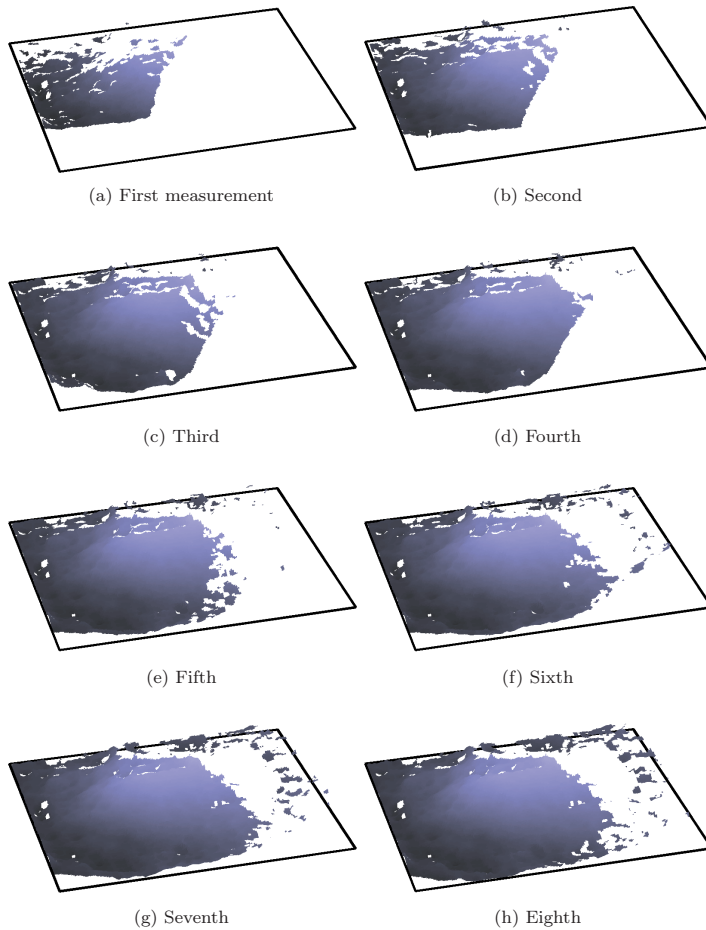 (a) First measurement
(b) Second
(c) Third
(d) Fourth
(e) Fifth
(f) Sixth
(g) Seventh
(h) Eighth